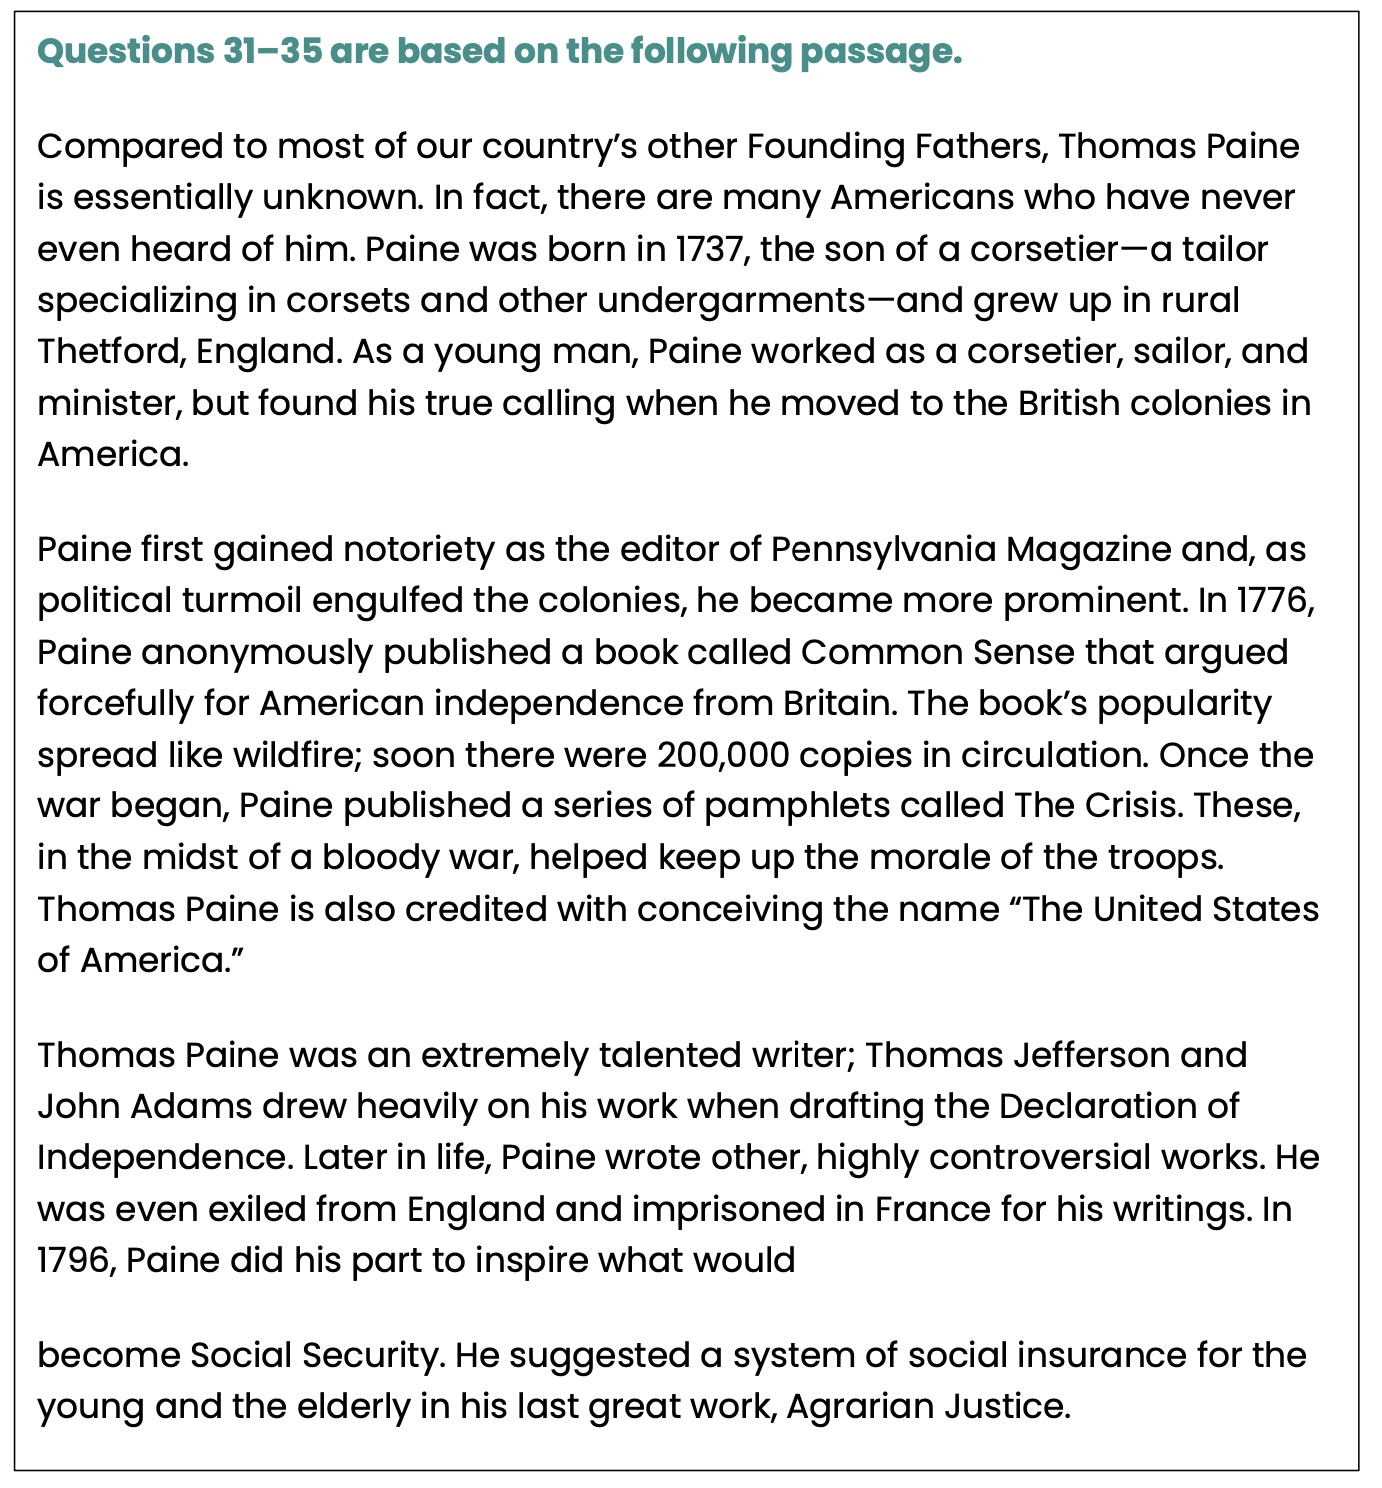 Questions 31–35 are based on the following passage.
Compared to most of our country’s other Founding Fathers, Thomas Paine
is essentially unknown. In fact, there are many Americans who have never
even heard of him. Paine was born in 1737, the son of a corsetier—a tailor
specializing in corsets and other undergarments—and grew up in rural
Thetford, England. As a young man, Paine worked as a corsetier, sailor, and
minister, but found his true calling when he moved to the British colonies in
America.
Paine first gained notoriety as the editor of Pennsylvania Magazine and, as
political turmoil engulfed the colonies, he became more prominent. In 1776,
Paine anonymously published a book called Common Sense that argued
forcefully for American independence from Britain. The book’s popularity
spread like wildfire; soon there were 200,000 copies in circulation. Once the
war began, Paine published a series of pamphlets called The Crisis. These,
in the midst of a bloody war, helped keep up the morale of the troops.
Thomas Paine is also credited with conceiving the name “The United States
of America.”
Thomas Paine was an extremely talented writer; Thomas Jefferson and
John Adams drew heavily on his work when drafting the Declaration of
Independence. Later in life, Paine wrote other, highly controversial works. He
was even exiled from England and imprisoned in France for his writings. In
1796, Paine did his part to inspire what would
become Social Security. He suggested a system of social insurance for the
young and the elderly in his last great work, Agrarian Justice.